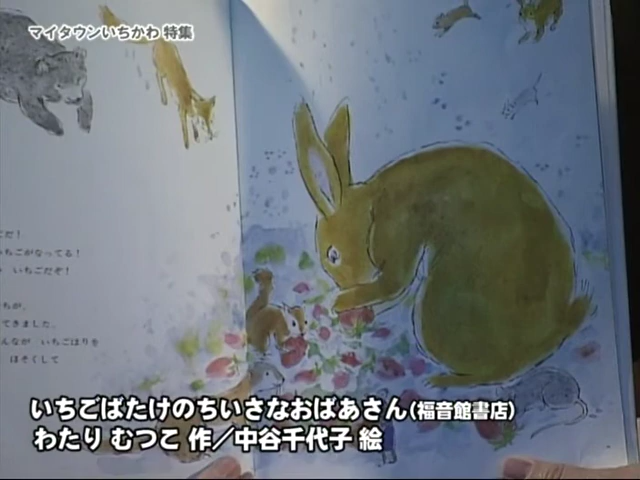 マイタウンいちかわ 特集
だ！
いちごがなってる！
いちごだぞ！
ちが、
てきました。
んなが いちごほりを
ほそくして
いちごばたけのちいさなおばあさん（福音館書店）
わたり むつこ 作／中谷千代子 絵